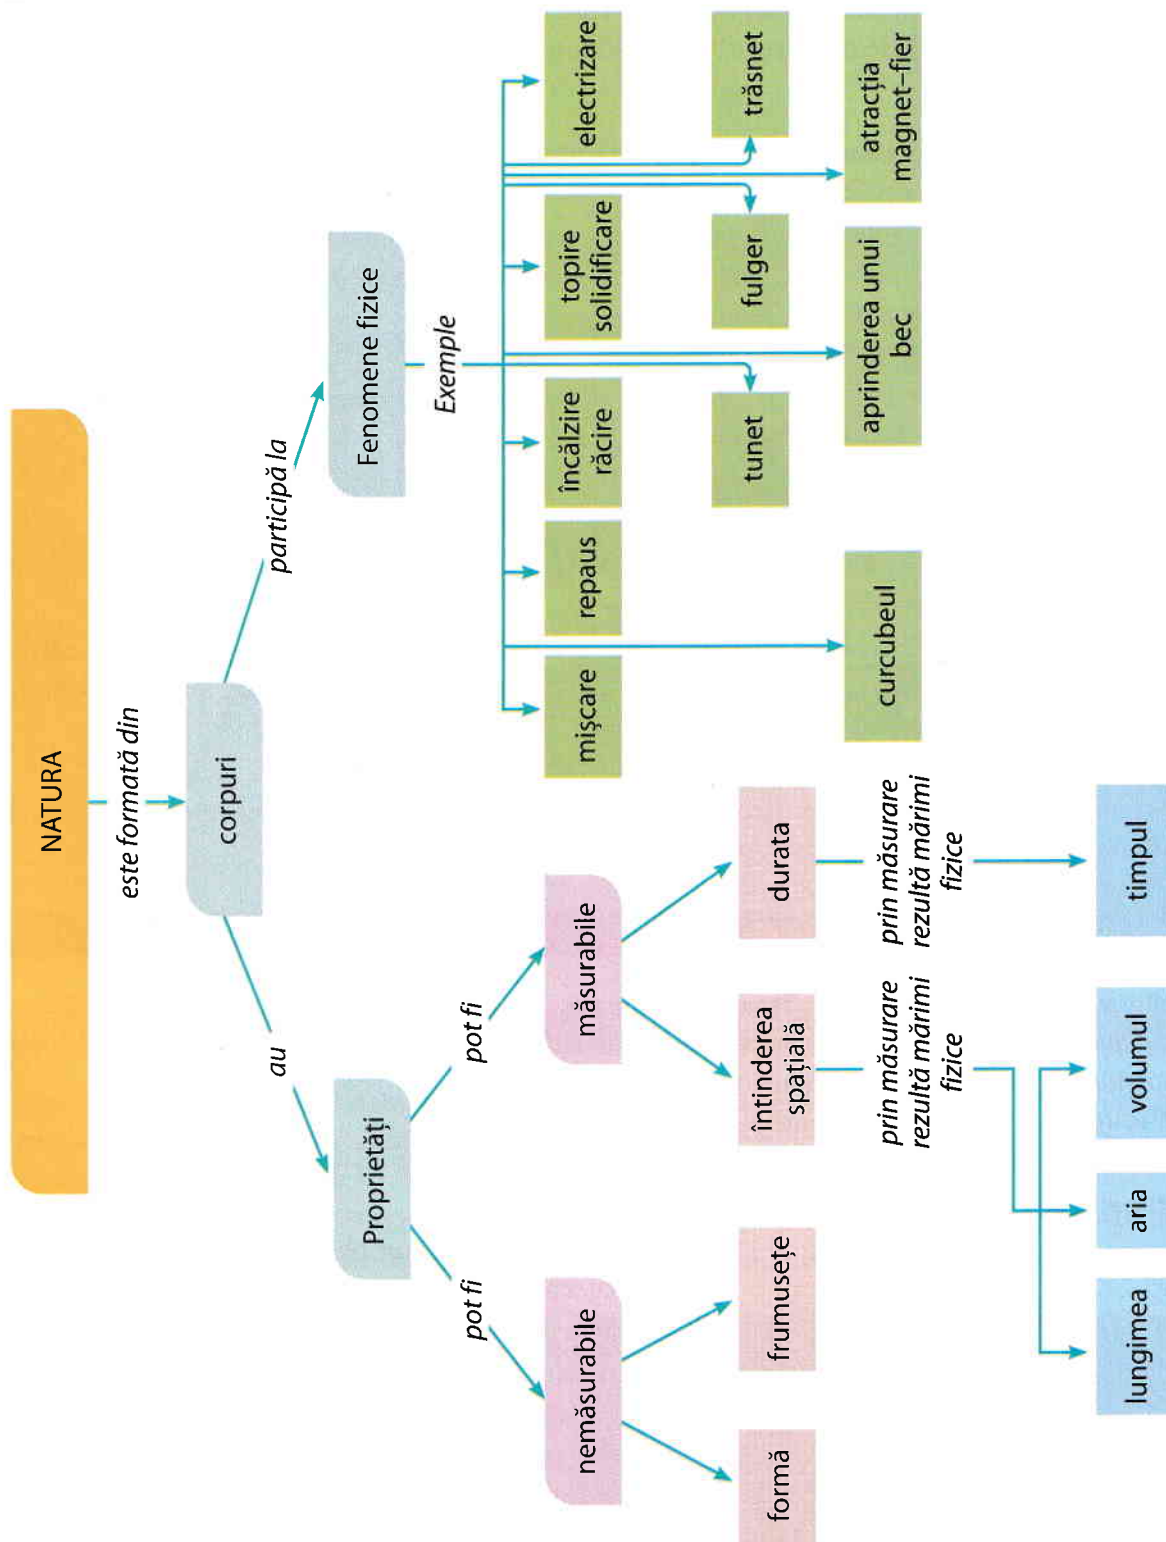 NATURA
este formată din
corpuri
au
participă la
Proprietăți
Fenomene fizice
pot fi
pot fi
Exemple
nemăsurabile
măsurabile
mișcare
repaus
încălzire
răcire
topire
solidificare
electrizare
formă
frumusețe
întinderea
spațială
durata
tunet
fulger
trăsnet
prin măsurare
rezultă mărimi
fizice
prin măsurare
rezultă mărimi
fizice
curcubeul
aprinderea unui
bec
atracția
magnet–fier
lungimea
aria
volumul
timpul